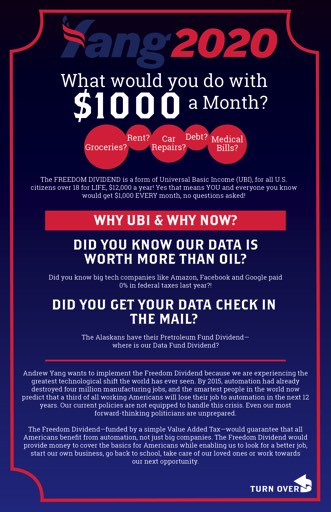 Yang 2020
What would you do with
$1000 a Month?
Groceries?
Rent?
Car
Repairs?
Debt?
Medical
Bills?
The FREEDOM DIVIDEND is a form of Universal Basic Income (UBI), for all U.S.
citizens over 18 for LIFE, $12,000 a year! Yes that means YOU and everyone you know
would get $1,000 EVERY month, no questions asked!
WHY UBI & WHY NOW?
DID YOU KNOW OUR DATA IS
WORTH MORE THAN OIL?
Did you know big tech companies like Amazon, Facebook and Google paid
0% in federal taxes last year?!
DID YOU GET YOUR DATA CHECK IN
THE MAIL?
The Alaskans have their Pretroleum Fund Dividend—
where is our Data Fund Dividend?
Andrew Yang wants to implement the Freedom Dividend because we are experiencing the
greatest technological shift the world has ever seen. By 2015, automation had already
destroyed four million manufacturing jobs, and the smartest people in the world now
predict that a third of all working Americans will lose their job to automation in the next 12
years. Our current policies are not equipped to handle this crisis. Even our most
forward-thinking politicians are unprepared.
The Freedom Dividend—funded by a simple Value Added Tax—would guarantee that all
Americans benefit from automation, not just big companies. The Freedom Dividend would
provide money to cover the basics for Americans while enabling us to look for a better job,
start our own business, go back to school, take care of our loved ones or work towards
our next opportunity.
TURN OVER